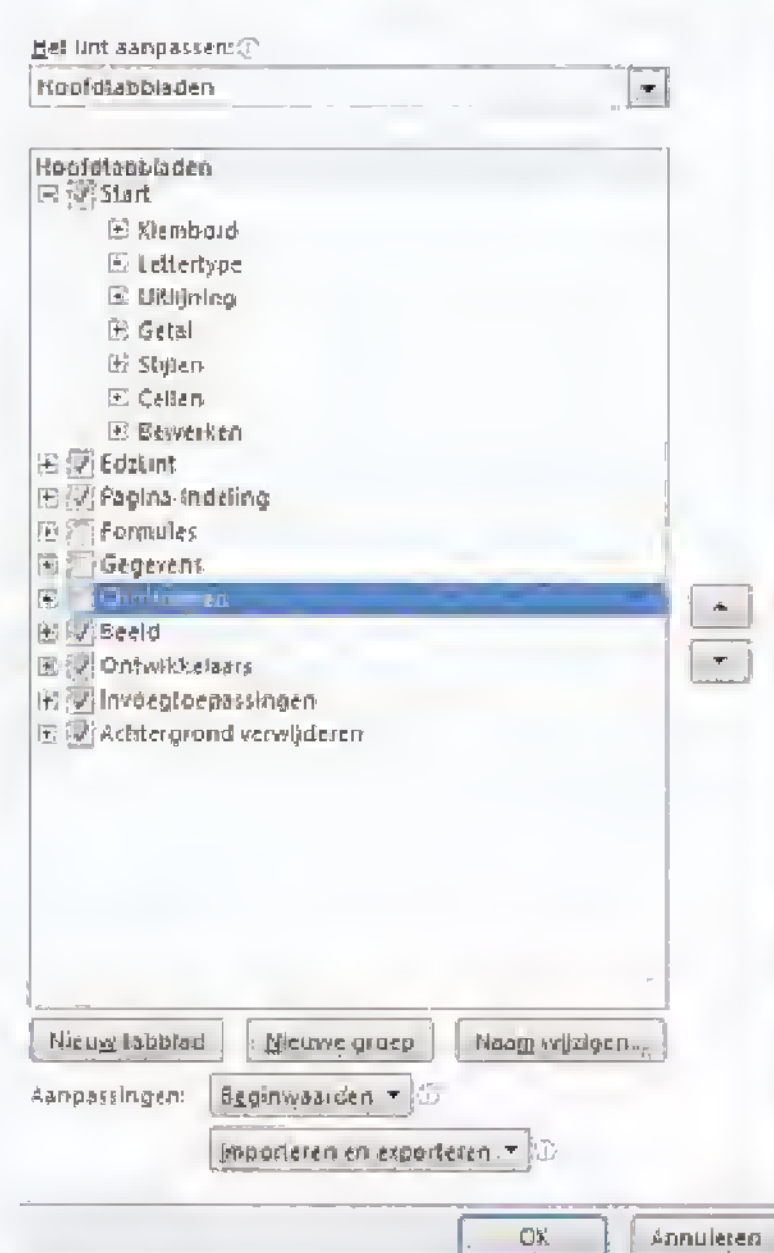 Het lint aanpassen:
Hoofdtabbladen
Hoofdtabbladen
Start
Klembord
Lettertype
Uitlijning
Getal
Stijlen
Cellen
Bewerken
EdzLint
Pagina-indeling
Formules
Gegevens
Beeld
Ontwikkelaars
Invoegtoepassingen
Achtergrond verwijderen
Nieuw tabblad Nieuwe groep Naam wijzigen...
Aanpassingen: Beginwaarden
Importeren en exporteren
OK Annuleren